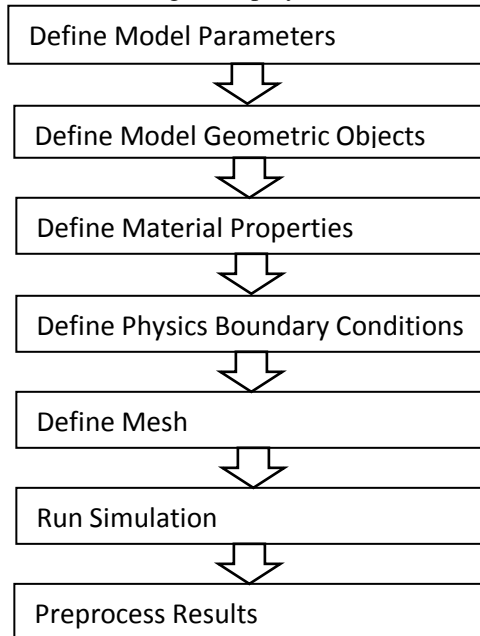 Define Model Parameters
Define Model Geometric Objects
Define Material Properties
Define Physics Boundary Conditions
Define Mesh
Run Simulation
Preprocess Results